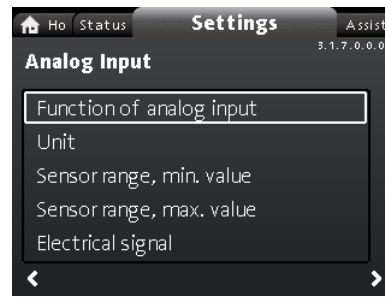 Ho Status Settings Assist
3.1.7.0.0.0
Analog Input
Function of analog input
Unit
Sensor range, min. value
Sensor range, max. value
Electrical signal